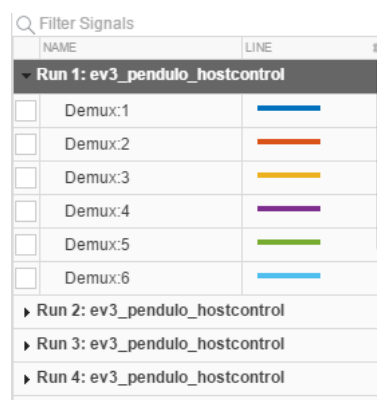 Filter Signals
NAME LINE
Run 1: ev3_pendulo_hostcontrol
Demux:1
Demux:2
Demux:3
Demux:4
Demux:5
Demux:6
Run 2: ev3_pendulo_hostcontrol
Run 3: ev3_pendulo_hostcontrol
Run 4: ev3_pendulo_hostcontrol